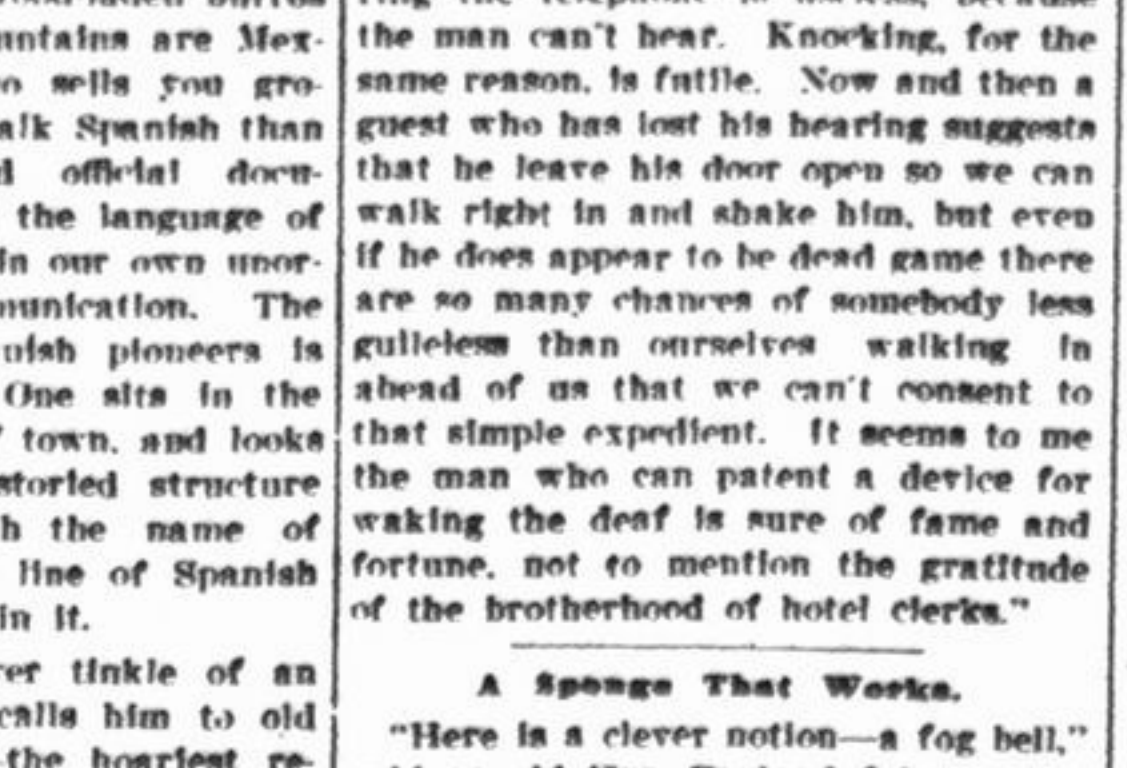 untains are Mex-
o sells you gro-
alk Spanish than
d official docu-
the language of
in our own unor-
munication. The
nish pioneers is
One sits in the
town, and looks
storied structure
h the name of
line of Spanish
in it.
er tinkle of an
calls him to old
the hoariest re-
the man can't hear. Knocking, for the
same reason, is futile. Now and then a
guest who has lost his hearing suggests
that he leave his door open so we can
walk right in and shake him, but even
if he does appear to be dead game there
are so many chances of somebody less
guileless than ourselves walking in
ahead of us that we can't consent to
that simple expedient. It seems to me
the man who can patent a device for
waking the deaf is sure of fame and
fortune, not to mention the gratitude
of the brotherhood of hotel clerks."
A Sponge That Works.
"Here is a clever notion—a fog bell,"